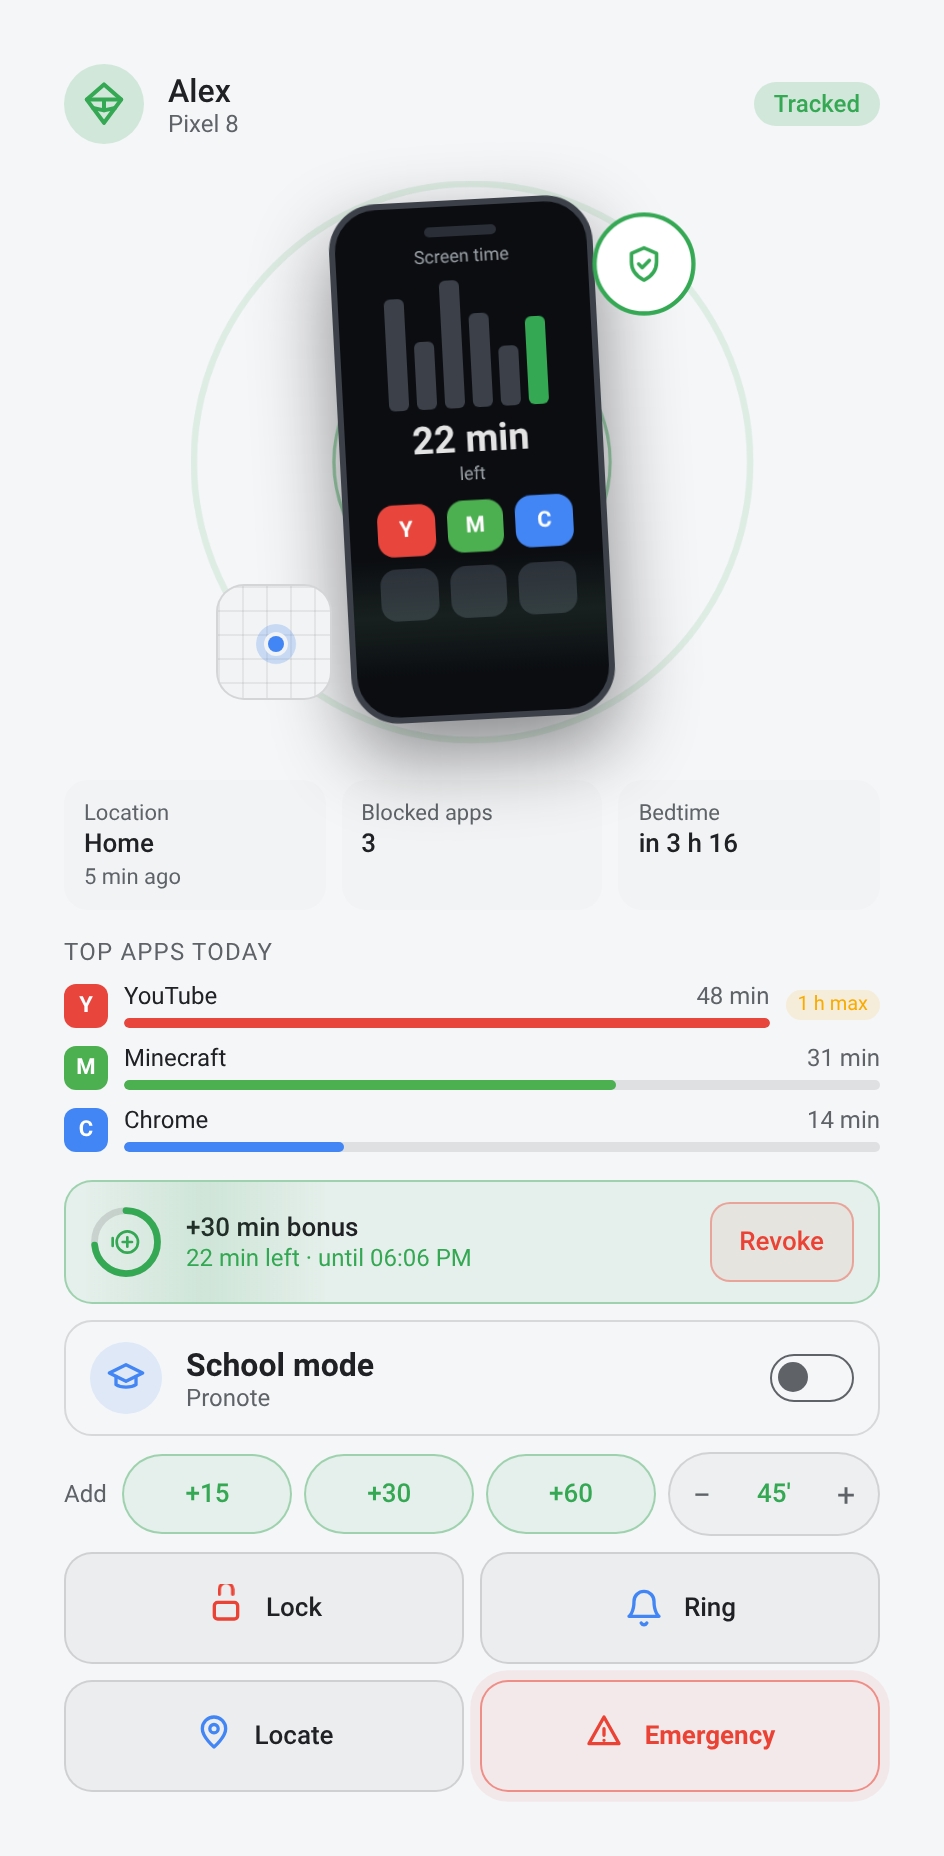 Alex
Pixel 8
Tracked
Screen time
22 min
left
Y
M
C
Location
Home
5 min ago
Blocked apps
3
Bedtime
in 3 h 16
TOP APPS TODAY
Y
YouTube
48 min
1 h max
M
Minecraft
31 min
C
Chrome
14 min
+30 min bonus
22 min left · until 06:06 PM
Revoke
School mode
Pronote
Add
+15
+30
+60
− 45' +
Lock
Ring
Locate
Emergency